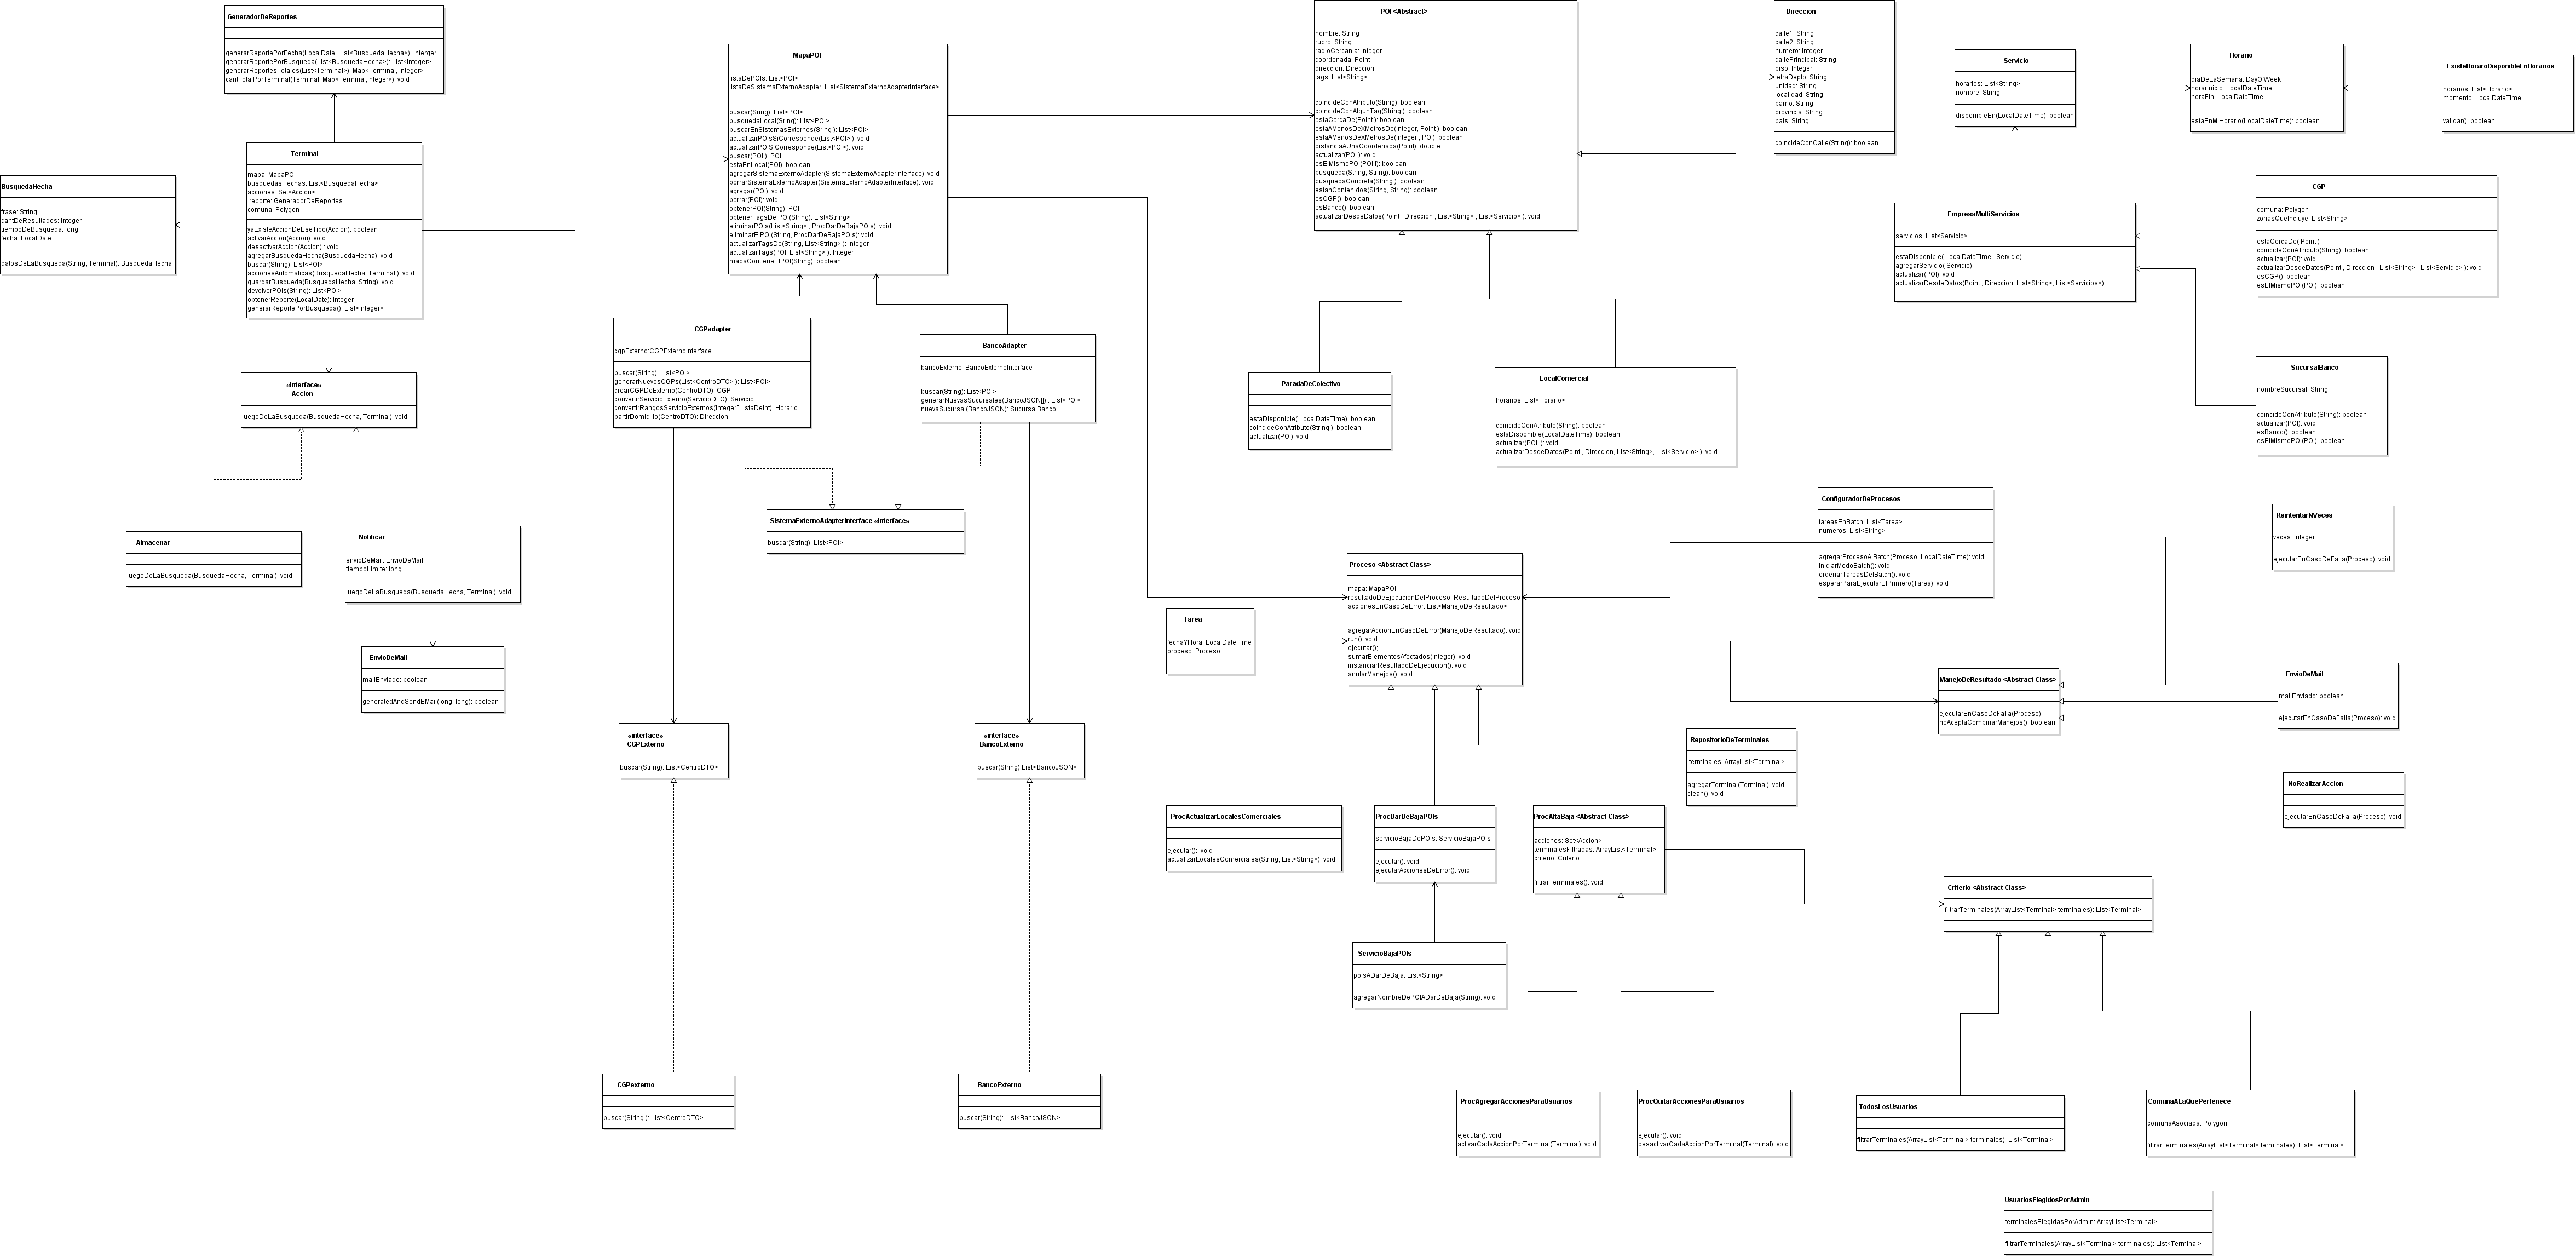 GeneradorDeReportes
generarReportePorFecha(LocalDate, List<BusquedaHecha>): Interger
generarReportePorBusqueda(List<BusquedaHecha>): List<Integer>
generarReportesTotales(List<Terminal>): Map<Terminal, Integer>
cantTotalPorTerminal(Terminal, Map<Terminal,Integer>): void
Terminal
mapa: MapaPOI
busquedasHechas: List<BusquedaHecha>
acciones: Set<Accion>
reporte: GeneradorDeReportes
comuna: Polygon
yaExisteAccionDeEseTipo(Accion): boolean
activarAccion(Accion): void
desactivarAccion(Accion) : void
agregarBusquedaHecha(BusquedaHecha): void
buscar(String): List<POI>
accionesAutomaticas(BusquedaHecha, Terminal ): void
guardarBusqueda(BusquedaHecha, String): void
devolverPOIs(String): List<POI>
obtenerReporte(LocalDate): Integer
generarReportePorBusqueda(): List<Integer>
BusquedaHecha
frase: String
cantDeResultados: Integer
tiempoDeBusqueda: long
fecha: LocalDate
datosDeLaBusqueda(String, Terminal): BusquedaHecha
«interface»
Accion
luegoDeLaBusqueda(BusquedaHecha, Terminal): void
Almacenar
luegoDeLaBusqueda(BusquedaHecha, Terminal): void
Notificar
envioDeMail: EnvioDeMail
tiempoLimite: long
luegoDeLaBusqueda(BusquedaHecha, Terminal): void
EnvioDeMail
mailEnviado: boolean
generatedAndSendEMail(long, long): boolean
MapaPOI
listaDePOIs: List<POI>
listaDeSistemaExternoAdapter: List<SistemaExternoAdapterInterface>
buscar(Sring): List<POI>
busquedaLocal(Sring): List<POI>
buscarEnSistemasExternos(Sring ): List<POI>
actualizarPOIsSiCorresponde(List<POI> ): void
actualizarPOISiCorresponde(List<POI>): void
buscar(POI ): POI
estaEnLocal(POI): boolean
agregarSistemaExternoAdapter(SistemaExternoAdapterInterface): void
borrarSistemaExternoAdapter(SistemaExternoAdapterInterface): void
agregar(POI): void
borrar(POI): void
obtenerPOI(String): POI
obtenerTagsDelPOI(String): List<String>
eliminarPOIs(List<String> , ProcDarDeBajaPOIs): void
eliminarElPOI(String, ProcDarDeBajaPOIs): void
actualizarTagsDe(String, List<String> ): Integer
actualizarTags(POI, List<String> ): Integer
mapaContieneElPOI(String): boolean
CGPadapter
cgpExterno:CGPExternoInterface
buscar(String): List<POI>
generarNuevosCGPs(List<CentroDTO> ): List<POI>
crearCGPDeExterno(CentroDTO): CGP
convertirServicioExterno(ServicioDTO): Servicio
convertirRangosServicioExternos(Integer[] listaDeInt): Horario
partirDomicilio(CentroDTO): Direccion
BancoAdapter
bancoExterno: BancoExternoInterface
buscar(String): List<POI>
generarNuevasSucursales(BancoJSON[]) : List<POI>
nuevaSucursal(BancoJSON): SucursalBanco
SistemaExternoAdapterInterface «interface»
buscar(String): List<POI>
«interface»
CGPExterno
buscar(String): List<CentroDTO>
«interface»
BancoExterno
buscar(String):List<BancoJSON>
CGPexterno
buscar(String ): List<CentroDTO>
BancoExterno
buscar(String): List<BancoJSON>
POI <Abstract>
nombre: String
rubro: String
radioCercania: Integer
coordenada: Point
direccion: Direccion
tags: List<String>
coincideConAtributo(String): boolean
coincideConAlgunTag(String ): boolean
estaCercaDe(Point ): boolean
estaAMenosDeXMetrosDe(Integer, Point ): boolean
estaAMenosDeXMetrosDe(Integer , POI): boolean
distanciaAUnaCoordenada(Point): double
actualizar(POI ): void
esElMismoPOI(POI i): boolean
busqueda(String, String): boolean
busquedaConcreta(String ): boolean
estanContenidos(String, String): boolean
esCGP(): boolean
esBanco(): boolean
actualizarDesdeDatos(Point , Direccion , List<String> , List<Servicio> ): void
Direccion
calle1: String
calle2: String
numero: Integer
callePrincipal: String
piso: Integer
letraDepto: String
unidad: String
localidad: String
barrio: String
provincia: String
pais: String
coincideConCalle(String): boolean
Servicio
horarios: List<String>
nombre: String
disponibleEn(LocalDateTime): boolean
Horario
diaDeLaSemana: DayOfWeek
horarInicio: LocalDateTime
horaFin: LocalDateTime
estaEnMiHorario(LocalDateTime): boolean
ExisteHoraroDisponibleEnHorarios
horarios: List<Horario>
momento: LocalDateTime
validar(): boolean
EmpresaMultiServicios
servicios: List<Servicio>
estaDisponible( LocalDateTime, Servicio)
agregarServicio( Servicio)
actualizar(POI): void
actualizarDesdeDatos(Point , Direccion, List<String>, List<Servicios>)
CGP
comuna: Polygon
zonasQueIncluye: List<String>
estaCercaDe( Point )
coincideConATributo(String): boolean
actualizar(POI): void
actualizarDesdeDatos(Point , Direccion , List<String> , List<Servicio> ): void
esCGP(): boolean
esElMismoPOI(POI): boolean
SucursalBanco
nombreSucursal: String
coincideConAtributo(String): boolean
actualizar(POI): void
esBanco(): boolean
esElMismoPOI(POI): boolean
ParadaDeColectivo
estaDisponible( LocalDateTime): boolean
coincideConAtributo(String ): boolean
actualizar(POI): void
LocalComercial
horarios: List<Horario>
coincideConAtributo(String): boolean
estaDisponible(LocalDateTime): boolean
actualizar(POI i): void
actualizarDesdeDatos(Point , Direccion, List<String>, List<Servicio> ): void
ConfiguradorDeProcesos
tareasEnBatch: List<Tarea>
numeros: List<String>
agregarProcesoAlBatch(Proceso, LocalDateTime): void
iniciarModoBatch(): void
ordenarTareasDelBatch(): void
esperarParaEjecutarElPrimero(Tarea): void
Proceso <Abstract Class>
mapa: MapaPOI
resultadoDeEjecucionDelProceso: ResultadoDelProceso
accionesEnCasoDeError: List<ManejoDeResultado>
agregarAccionEnCasoDeError(ManejoDeResultado): void
run(): void
ejecutar();
sumarElementosAfectados(Integer): void
instanciarResultadoDeEjecucion(): void
anularManejos(): void
Tarea
fechaYHora: LocalDateTime
proceso: Proceso
ReintentarNVeces
veces: Integer
ejecutarEnCasoDeFalla(Proceso): void
ManejoDeResultado <Abstract Class>
ejecutarEnCasoDeFalla(Proceso);
noAceptaCombinarManejos(): boolean
EnvioDeMail
mailEnviado: boolean
ejecutarEnCasoDeFalla(Proceso): void
NoRealizarAccion
ejecutarEnCasoDeFalla(Proceso): void
RepositorioDeTerminales
terminales: ArrayList<Terminal>
agregarTerminal(Terminal): void
clean(): void
ProcActualizarLocalesComerciales
ejecutar(): void
actualizarLocalesComerciales(String, List<String>): void
ProcDarDeBajaPOIs
servicioBajaDePOIs: ServicioBajaPOIs
ejecutar(): void
ejecutarAccionesDeError(): void
ProcAltaBaja <Abstract Class>
acciones: Set<Accion>
terminalesFiltradas: ArrayList<Terminal>
criterio: Criterio
filtrarTerminales(): void
ServicioBajaPOIs
poisADarDeBaja: List<String>
agregarNombreDePOIADarDeBaja(String): void
Criterio <Abstract Class>
filtrarTerminales(ArrayList<Terminal> terminales): List<Terminal>
ProcAgregarAccionesParaUsuarios
ejecutar(): void
activarCadaAccionPorTerminal(Terminal): void
ProcQuitarAccionesParaUsuarios
ejecutar(): void
desactivarCadaAccionPorTerminal(Terminal): void
TodosLosUsuarios
filtrarTerminales(ArrayList<Terminal> terminales): List<Terminal>
ComunaALaQuePertenece
comunaAsociada: Polygon
filtrarTerminales(ArrayList<Terminal> terminales): List<Terminal>
UsuariosElegidosPorAdmin
terminalesElegidasPorAdmin: ArrayList<Terminal>
filtrarTerminales(ArrayList<Terminal> terminales): List<Terminal>